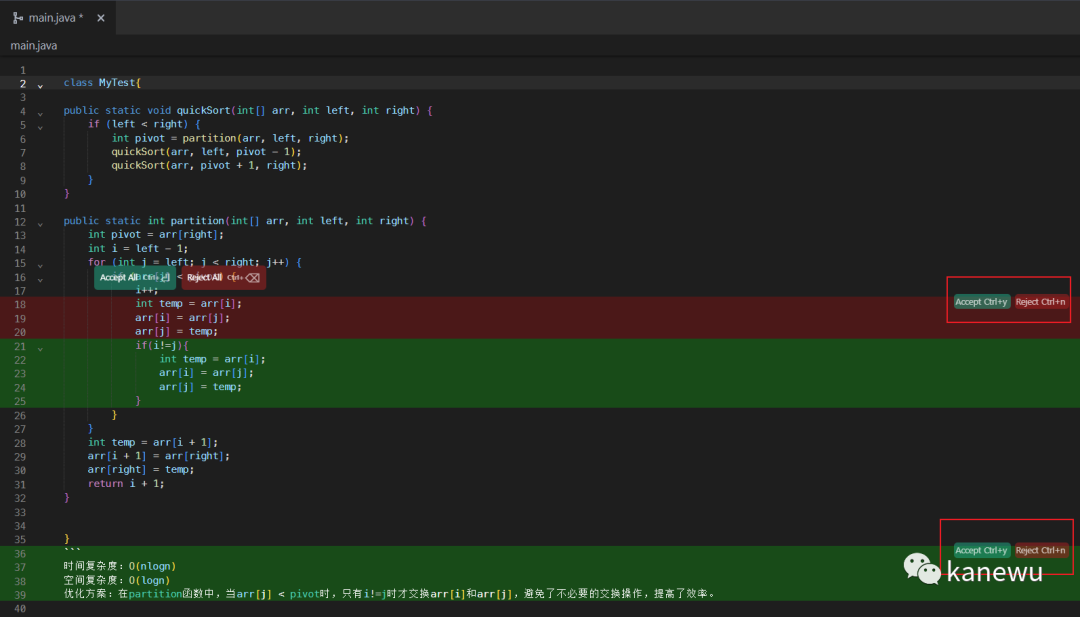 main.java *
main.java
1
2 class MyTest{
3
4 public static void quickSort(int[] arr, int left, int right) {
5 if (left < right) {
6 int pivot = partition(arr, left, right);
7 quickSort(arr, left, pivot - 1);
8 quickSort(arr, pivot + 1, right);
9 }
10 }
11
12 public static int partition(int[] arr, int left, int right) {
13 int pivot = arr[right];
14 int i = left - 1;
15 for (int j = left; j < right; j++) {
16 Accept All < Reject All
17 i++;
18 int temp = arr[i];
19 arr[i] = arr[j]; Accept Ctrl+y Reject Ctrl+n
20 arr[j] = temp;
21 if(i!=j){
22 int temp = arr[i];
23 arr[i] = arr[j];
24 arr[j] = temp;
25 }
26 }
27 }
28 int temp = arr[i + 1];
29 arr[i + 1] = arr[right];
30 arr[right] = temp;
31 return i + 1;
32 }
33
34
35 }
36 ``` Accept Ctrl+y Reject Ctrl+n
37 时间复杂度：O(nlogn)
38 空间复杂度：O(logn)
39 优化方案：在partition函数中，当arr[j] < pivot时，只有i!=j时才交换arr[i]和arr[j]，避免了不必要的交换操作，提高了效率。
40
kanewu